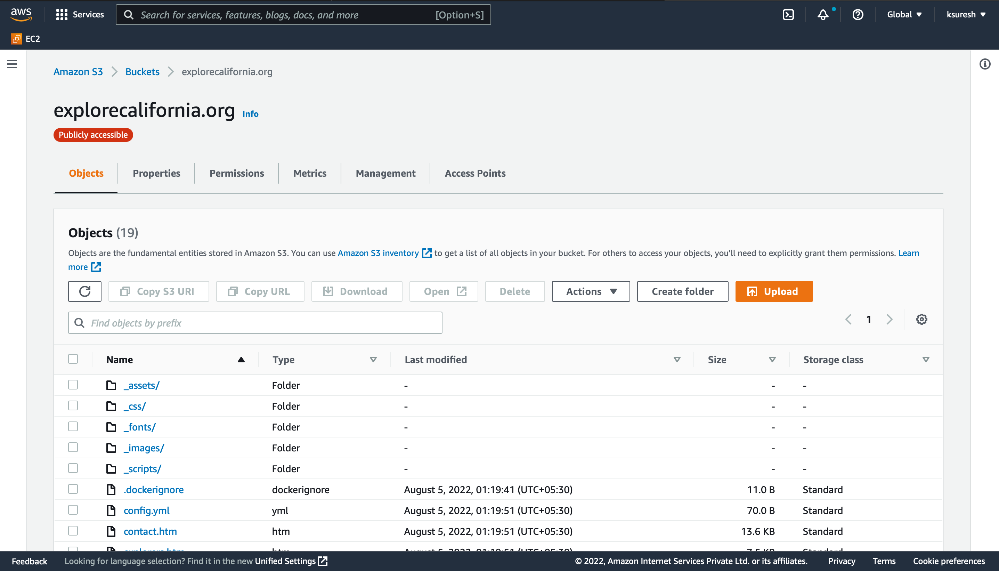 aws Services Search for services, features, blogs, docs, and more [Option+S] Global ksuresh
EC2
Amazon S3 Buckets explorecalifornia.org
explorecalifornia.org Info
Publicly accessible
Objects Properties Permissions Metrics Management Access Points
Objects (19)
Objects are the fundamental entities stored in Amazon S3. You can use Amazon S3 inventory to get a list of all objects in your bucket. For others to access your objects, you’ll need to explicitly grant them permissions. Learn
more
Copy S3 URI Copy URL Download Open Delete Actions Create folder Upload
Find objects by prefix 1
Name Type Last modified Size Storage class
_assets/ Folder - - -
_css/ Folder - - -
_fonts/ Folder - - -
_images/ Folder - - -
_scripts/ Folder - - -
.dockerignore dockerignore August 5, 2022, 01:19:41 (UTC+05:30) 11.0 B Standard
config.yml yml August 5, 2022, 01:19:51 (UTC+05:30) 70.0 B Standard
contact.htm htm August 5, 2022, 01:19:51 (UTC+05:30) 13.6 KB Standard
Feedback Looking for language selection? Find it in the new Unified Settings © 2022, Amazon Internet Services Private Ltd. or its affiliates. Privacy Terms Cookie preferences